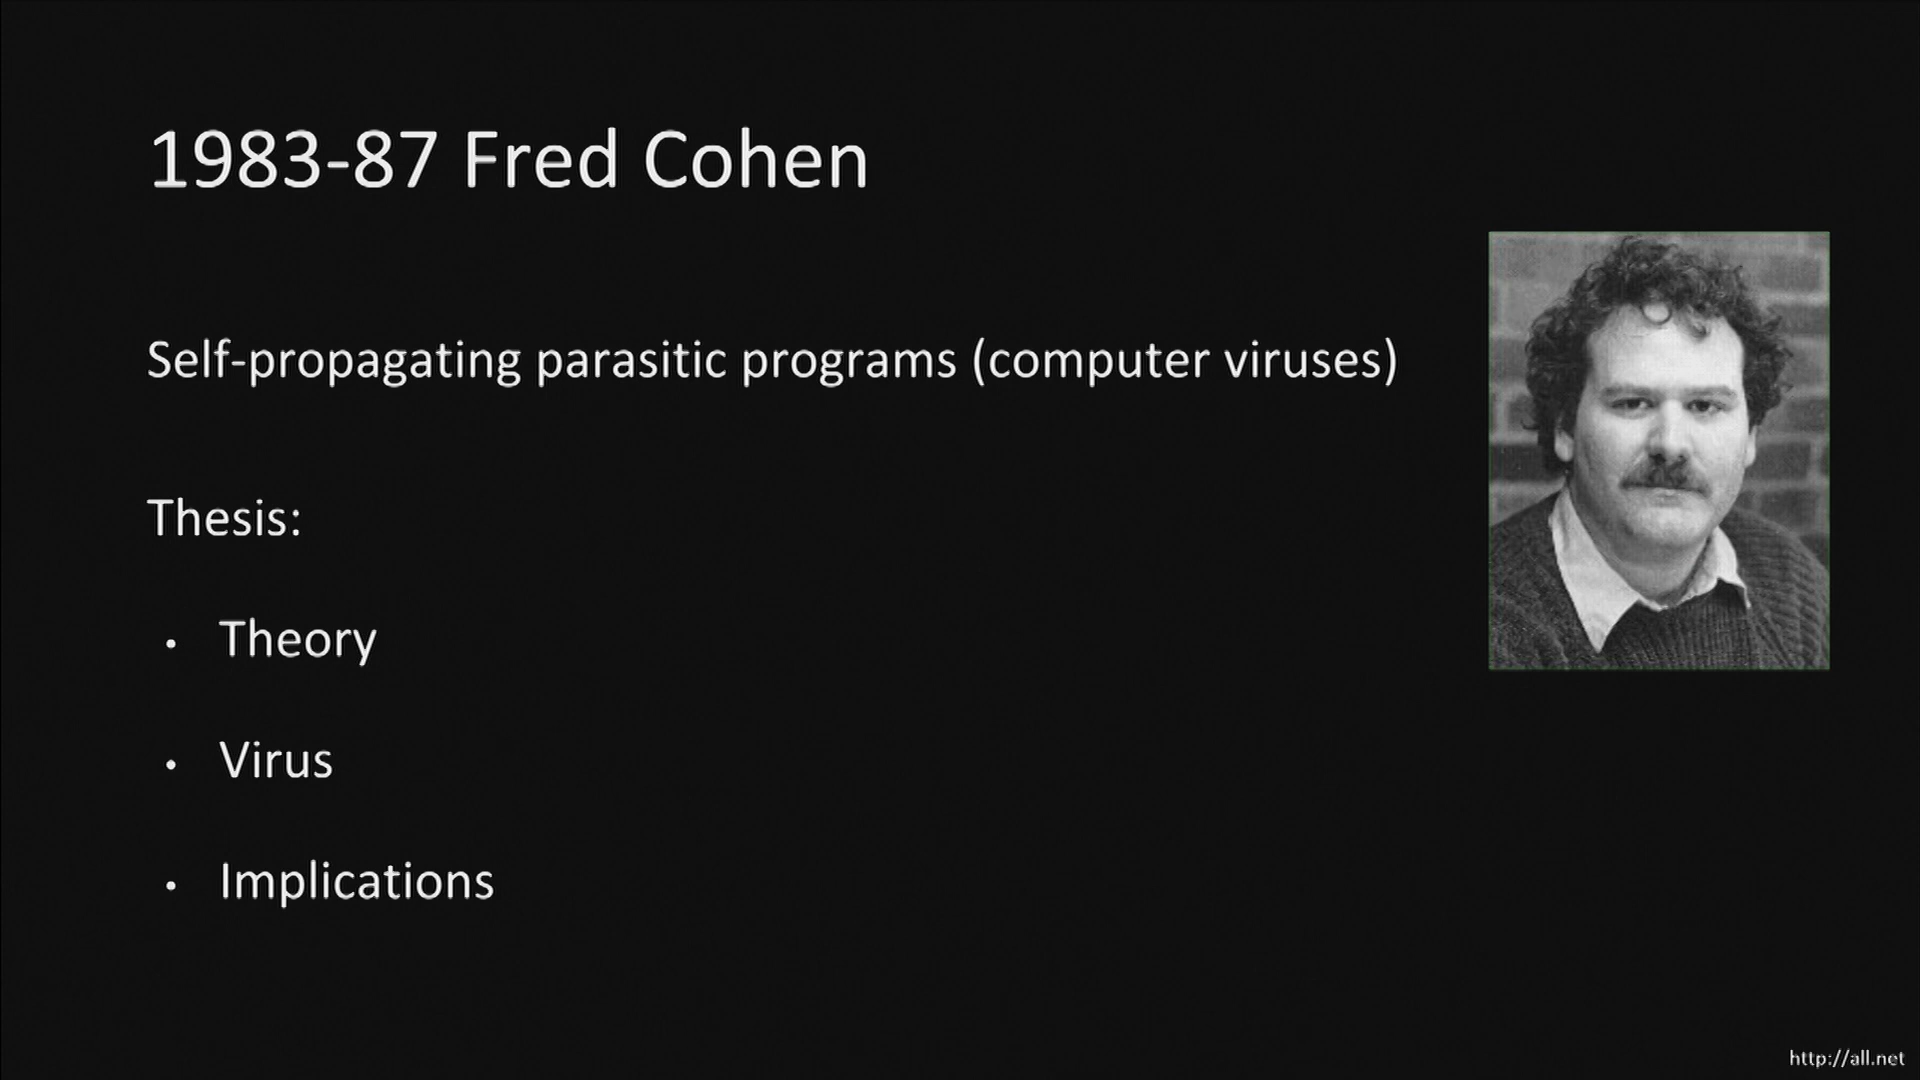 1983-87 Fred Cohen
Self-propagating parasitic programs (computer viruses)
Thesis:
• Theory
• Virus
• Implications
http://all.net